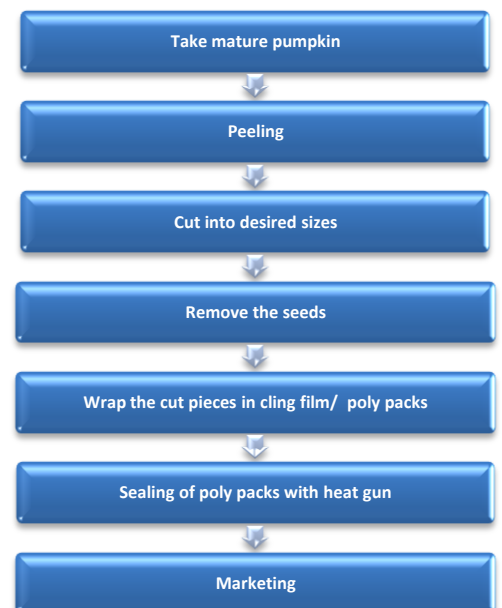 Take mature pumpkin
Peeling
Cut into desired sizes
Remove the seeds
Wrap the cut pieces in cling film/ poly packs
Sealing of poly packs with heat gun
Marketing